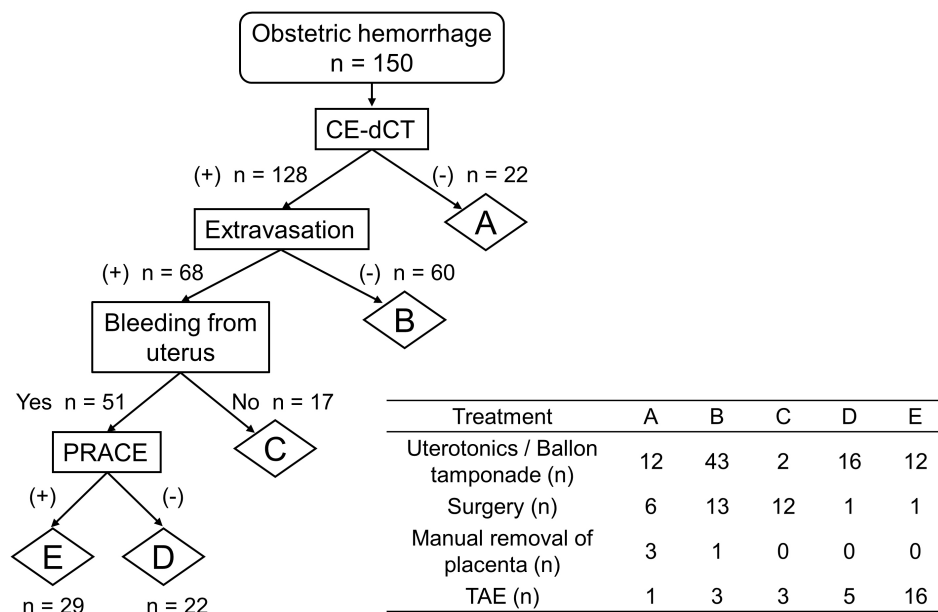 Obstetric hemorrhage
n = 150
CE-dCT
(+) n = 128
(-) n = 22
Extravasation
A
(+) n = 68
(-) n = 60
Bleeding from
uterus
B
Yes n = 51
No n = 17
PRACE
C
(+)
(-)
E
D
n = 29
n = 22
Treatment A B C D E
Uterotonics / Ballon
tamponade (n) 12 43 2 16 12
Surgery (n) 6 13 12 1 1
Manual removal of
placenta (n) 3 1 0 0 0
TAE (n) 1 3 3 5 16